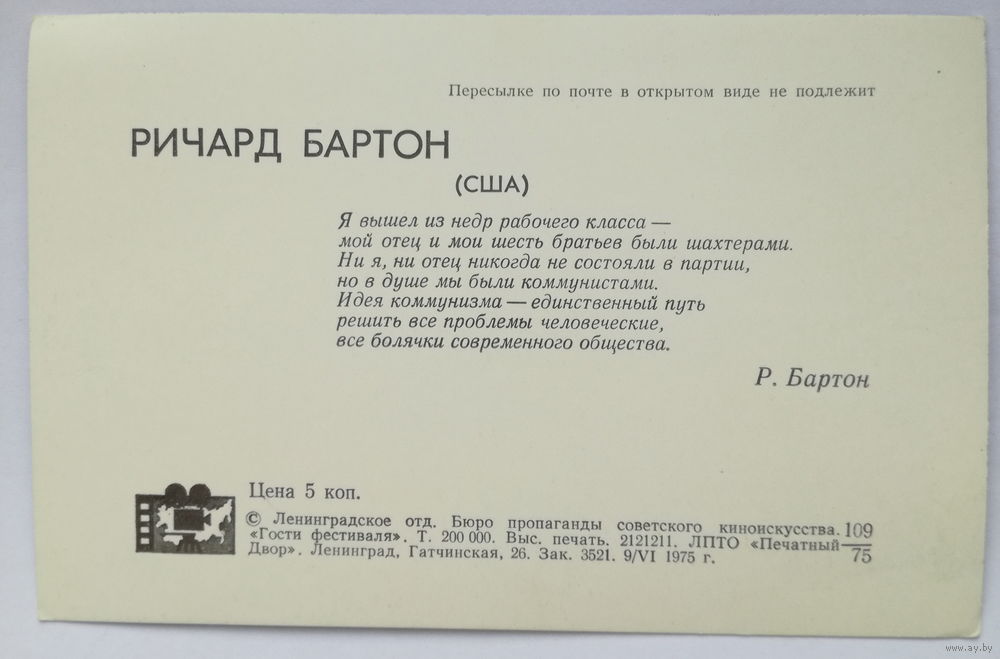 Пересылке по почте в открытом виде не подлежит
РИЧАРД БАРТОН
(США)
Я вышел из недр рабочего класса —
мой отец и мои шесть братьев были шахтерами.
Ни я, ни отец никогда не состояли в партии,
но в душе мы были коммунистами.
Идея коммунизма — единственный путь
решить все проблемы человеческие,
все болячки современного общества.
Р. Бартон
Цена 5 коп.
© Ленинградское отд. Бюро пропаганды советского киноискусства. 109
«Гости фестиваля». Т. 200 000. Выс. печать. 2121211. ЛПТО «Печатный
Двор». Ленинград, Гатчинская, 26. Зак. 3521. 9/VI 1975 г. 75
www.ay.by